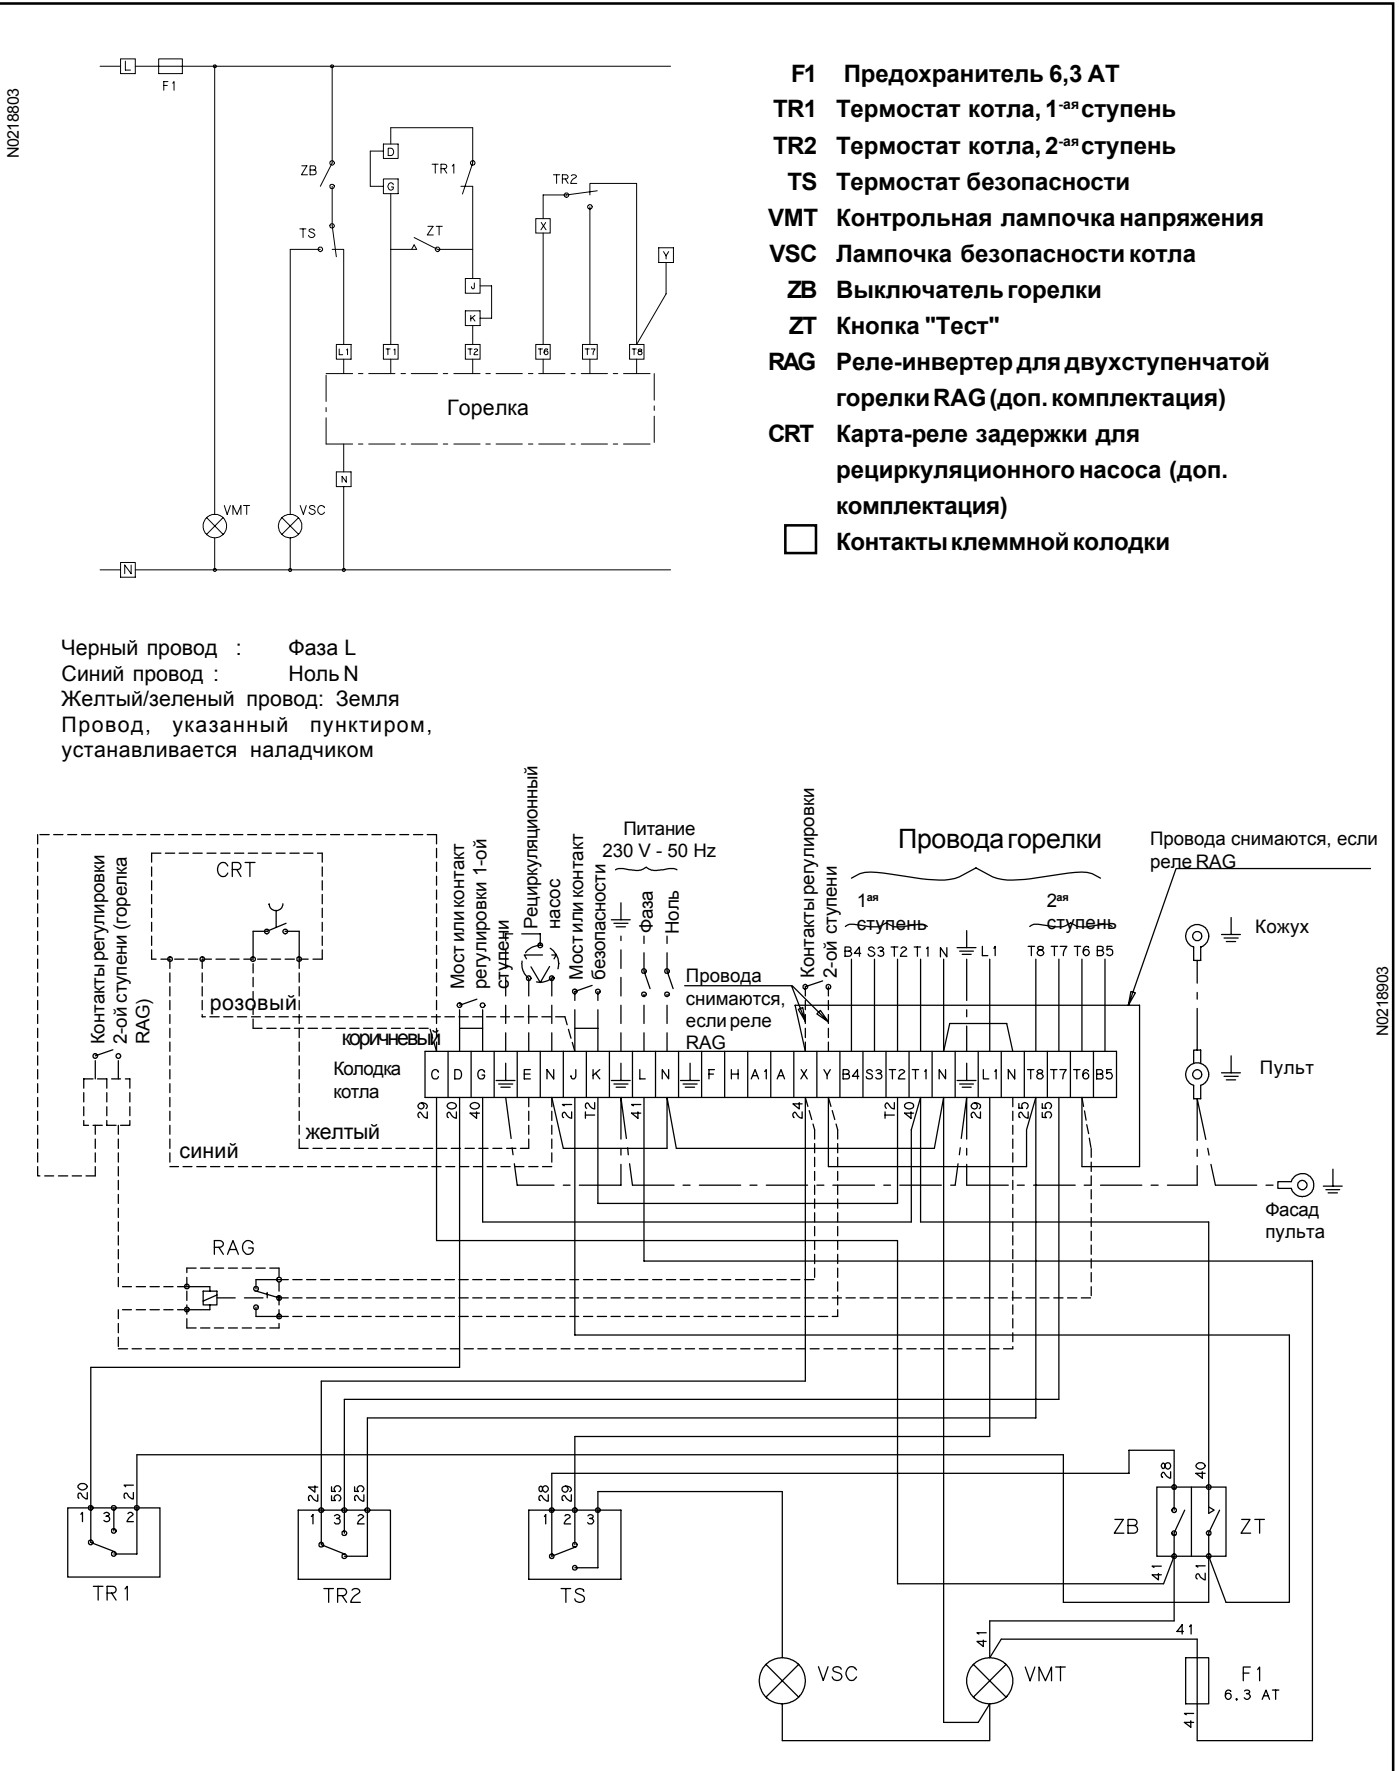 N0218803
L
F1
ZB
TS
D
G
TR1
ZT
J
K
TR2
X
Y
L1
T1
T2
T6
T7
T8
Горелка
N
VMT
VSC
N
F1 Предохранитель 6,3 АТ
TR1 Термостат котла, 1-ая ступень
TR2 Термостат котла, 2-ая ступень
TS Термостат безопасности
VMT Контрольная лампочка напряжения
VSC Лампочка безопасности котла
ZB Выключатель горелки
ZT Кнопка "Тест"
RAG Реле-инвертер для двухступенчатой
горелки RAG (доп. комплектация)
CRT Карта-реле задержки для
рециркуляционного насоса (доп.
комплектация)
Контакты клеммной колодки
Черный провод : Фаза L
Синий провод : Ноль N
Желтый/зеленый провод: Земля
Провод, указанный пунктиром,
устанавливается наладчиком
Контакты регулировки
2-ой ступени (горелка
RAG)
CRT
розовый
коричневый
желтый
синий
Мост или контакт
регулировки 1-ой
ступени
Рециркуляционный
насос
Мост или контакт
безопасности
Питание
230 V - 50 Hz
Фаза
Ноль
Провода
снимаются,
если реле
RAG
Контакты регулировки
2-ой ступени
Провода горелки
1ая
ступень
2ая
ступень
B4 S3 T2 T1 N L1 T8 T7 T6 B5
Провода снимаются, если
реле RAG
Кожух
Пульт
Фасад
пульта
N0218903
Колодка
котла
C D G E N J K L N F H A1 A X Y B4 S3 T2 T1 N L1 N T8 T7 T6 B5
29 20 40 21 T2 41 24 T2 40 29 25 55
RAG
20 21
1 3 2
TR1
24 55 25
1 3 2
TR2
28 29
1 2 3
TS
28 40
ZB
ZT
41 21
VSC
41
VMT
41
F1
6.3 AT
41